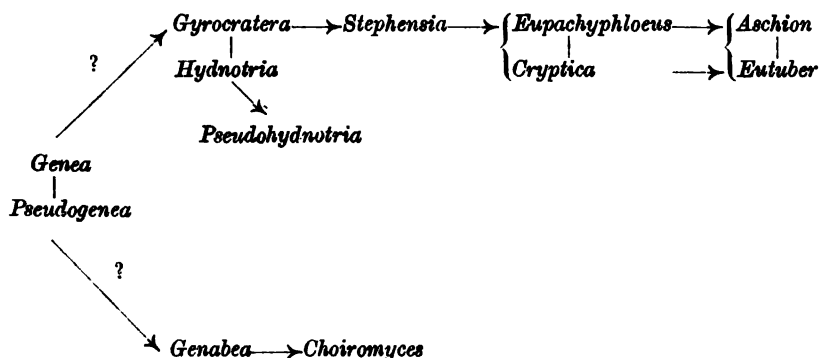 Gyrocratera Stephensia Eupachyphloeus Aschion
?
Hydnotria Cryptica Eutuber
Pseudohydnotria
Genea
Pseudogenea
?
Genabea Choiromyces